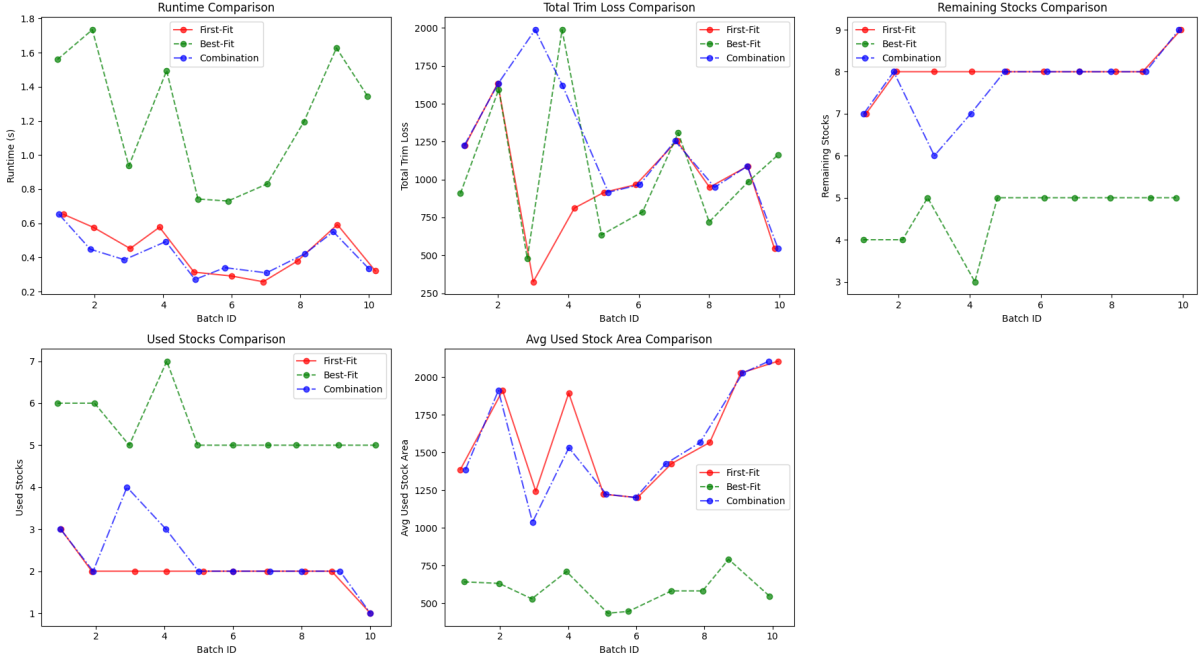 Runtime Comparison
1.8
1.6
1.4
1.2
1.0
0.8
0.6
0.4
0.2
Runtime (s)
First-Fit
Best-Fit
Combination
2
4
6
8
10
Batch ID
Total Trim Loss Comparison
2000
1750
1500
1250
1000
750
500
250
Total Trim Loss
First-Fit
Best-Fit
Combination
2
4
6
8
10
Batch ID
Remaining Stocks Comparison
9
8
7
6
5
4
3
Remaining Stocks
First-Fit
Best-Fit
Combination
2
4
6
8
10
Batch ID
Used Stocks Comparison
7
6
5
4
3
2
1
Used Stocks
First-Fit
Best-Fit
Combination
2
4
6
8
10
Batch ID
Avg Used Stock Area Comparison
2000
1750
1500
1250
1000
750
500
Avg Used Stock Area
First-Fit
Best-Fit
Combination
2
4
6
8
10
Batch ID